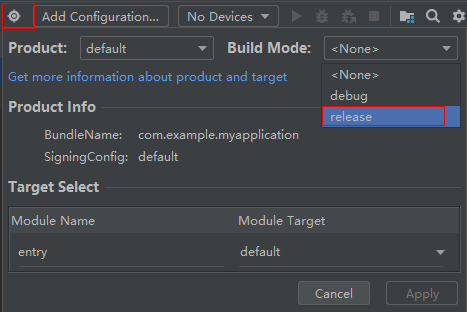 Add Configuration... No Devices
Product: default Build Mode: <None>
<None>
Get more information about product and target
debug
Product Info
release
BundleName: com.example.myapplication
SigningConfig: default
Target Select
Module Name Module Target
entry default
Cancel Apply